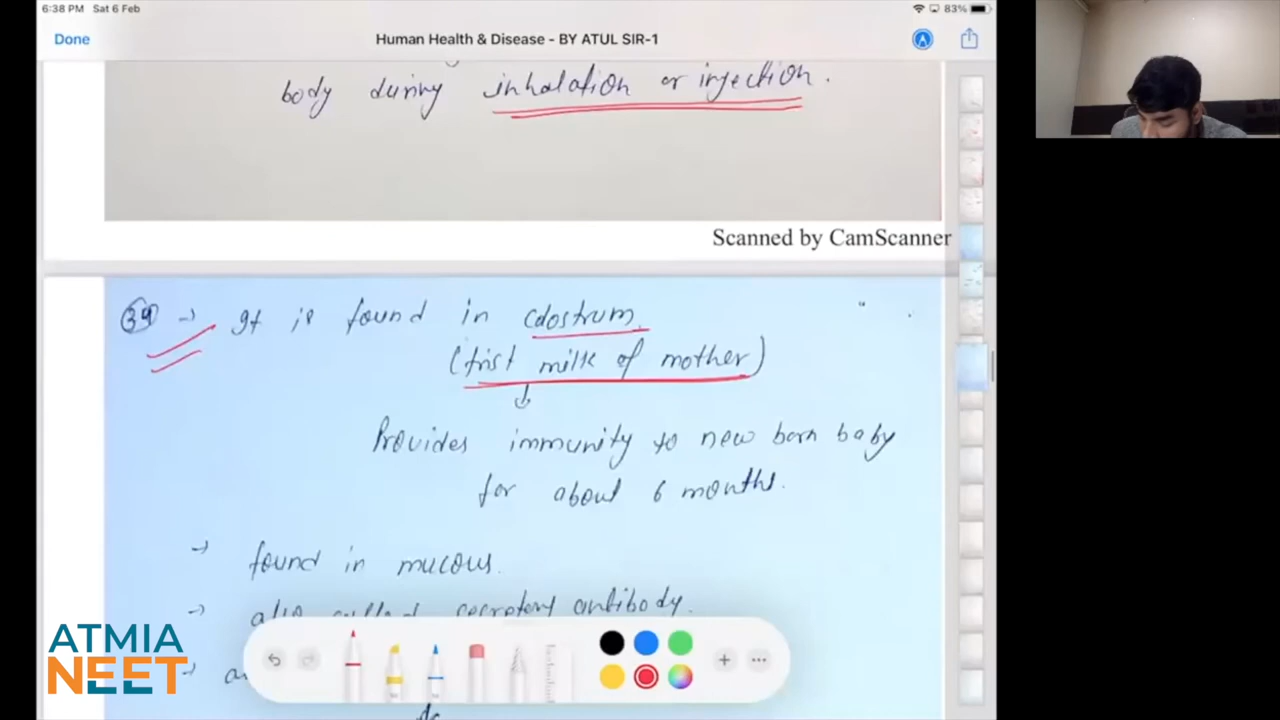 6:38 PM Sat 6 Feb
83%
Done
Human Health & Disease - BY ATUL SIR-1
body during inhalation or injection.
Scanned by CamScanner
34 → It is found in colostrum.
(first milk of mother)
Provides immunity to new born baby
for about 6 months.
→ found in mucous.
→ also called secretory antibody.
ATMIA
NEET